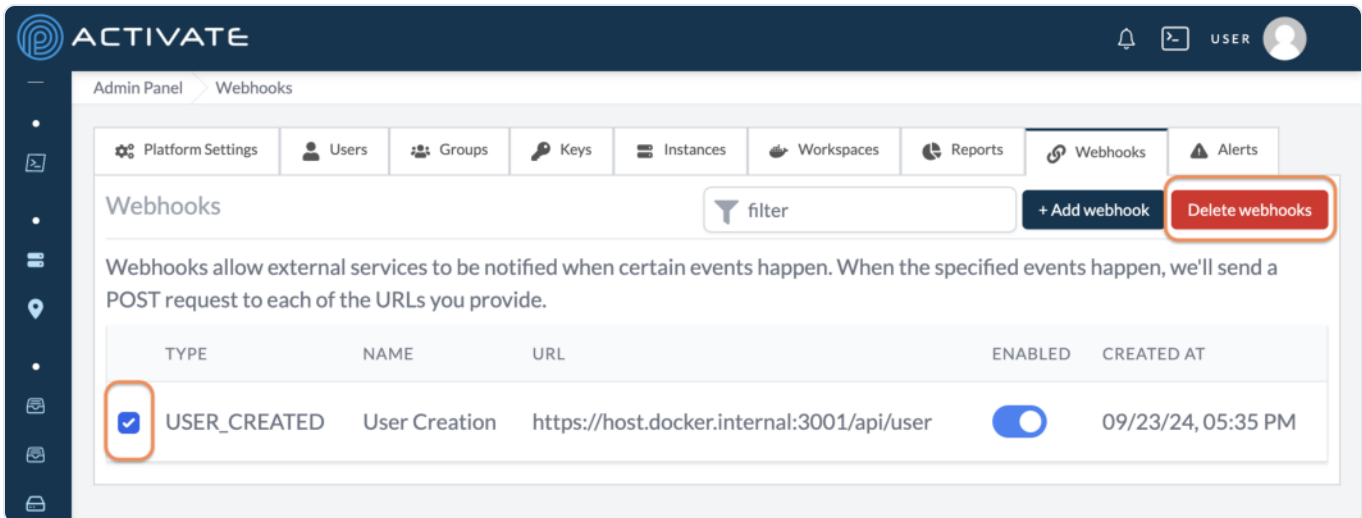 ACTIVATE
USER
Admin Panel Webhooks
Platform Settings Users Groups Keys Instances Workspaces Reports Webhooks Alerts
Webhooks
filter
+ Add webhook
Delete webhooks
Webhooks allow external services to be notified when certain events happen. When the specified events happen, we'll send a
POST request to each of the URLs you provide.
TYPE NAME URL ENABLED CREATED AT
USER_CREATED User Creation https://host.docker.internal:3001/api/user 09/23/24, 05:35 PM